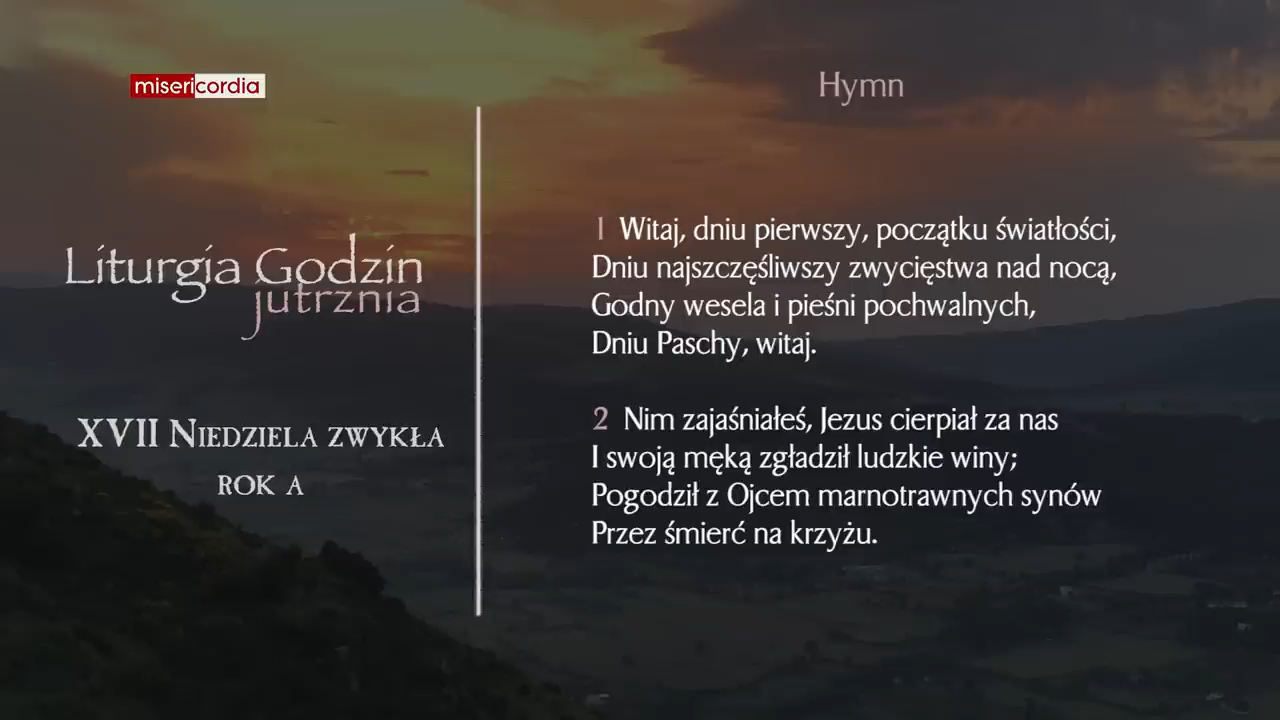 misericordia
Liturgia Godzin
jutrznia
XVII Niedziela zwykła
rok A
Hymn
1 Witaj, dniu pierwszy, początku światłości,
Dniu najszczęśliwszy zwycięstwa nad nocą,
Godny wesela i pieśni pochwalnych,
Dniu Paschy, witaj.
2 Nim zajaśniałeś, Jezus cierpiał za nas
I swoją męką zgładził ludzkie winy;
Pogodził z Ojcem marnotrawnych synów
Przez śmierć na krzyżu.